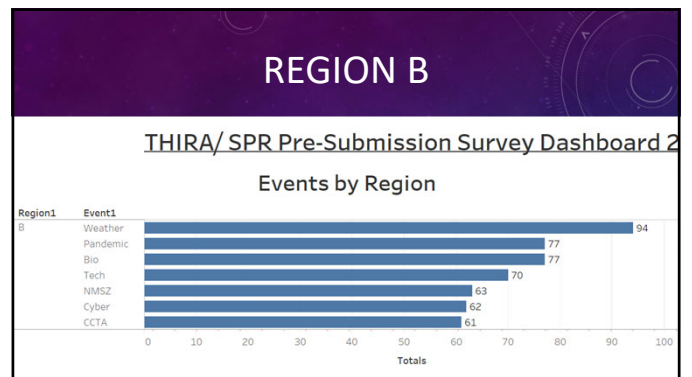 REGION B
THIRA/ SPR Pre-Submission Survey Dashboard 2
Events by Region
Region1 Event1
B Weather 94
Pandemic 77
Bio 77
Tech 70
NMSZ 63
Cyber 62
CCTA 61
0 10 20 30 40 50 60 70 80 90 100
Totals